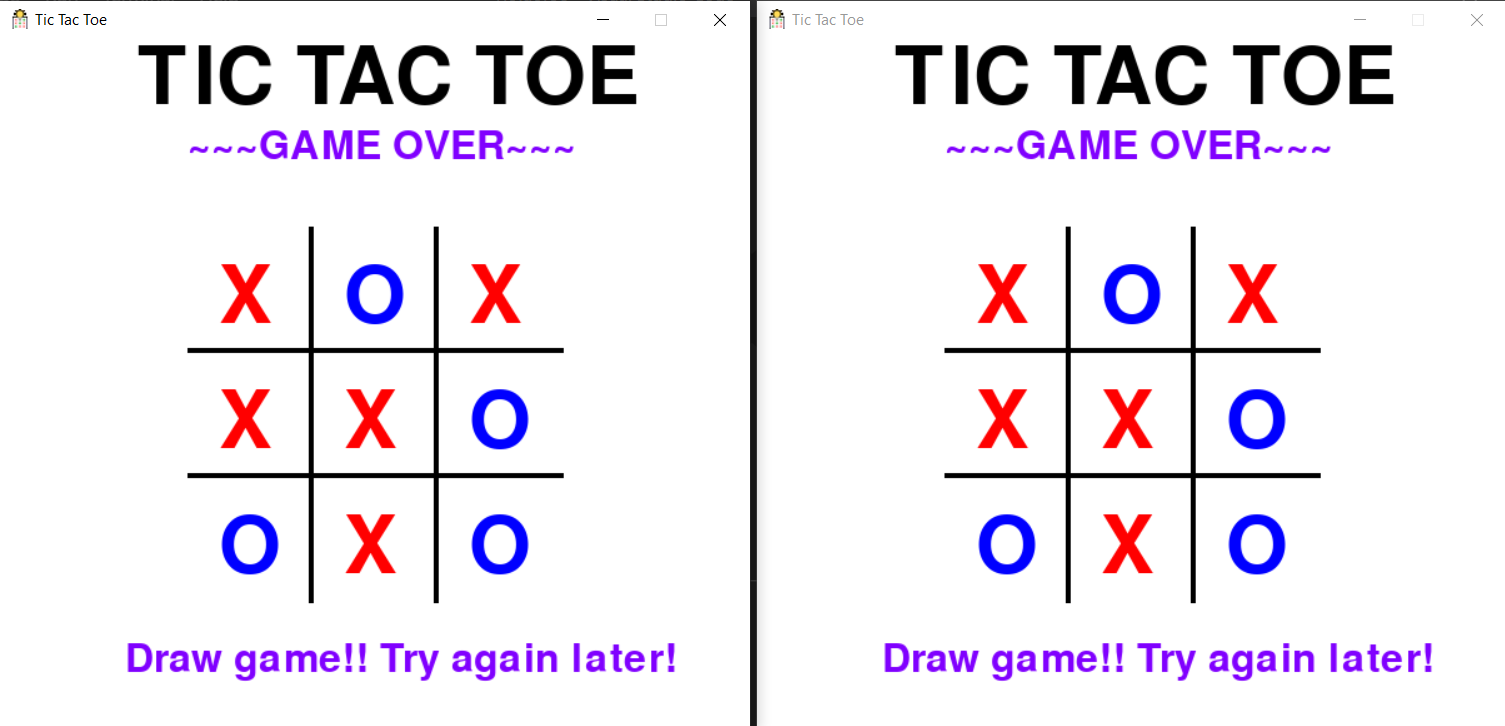 Tic Tac Toe
TIC TAC TOE
~~~GAME OVER~~~
X O X
X X O
O X O
Draw game!! Try again later!
Tic Tac Toe
TIC TAC TOE
~~~GAME OVER~~~
X O X
X X O
O X O
Draw game!! Try again later!